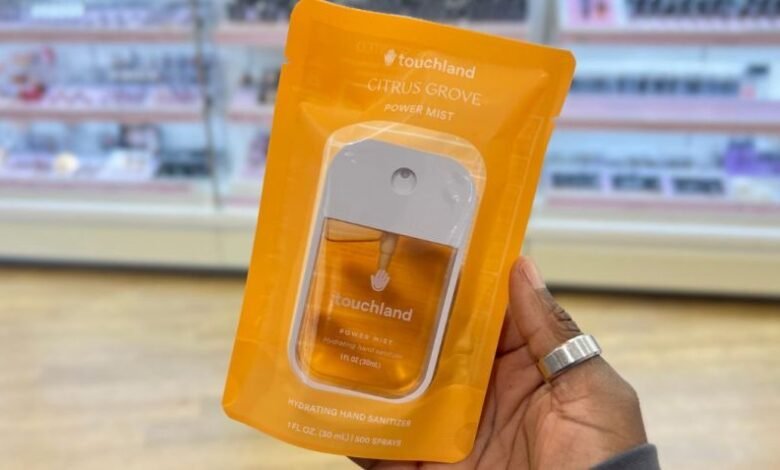 touchland
CITRUS GROVE
POWER MIST
touchland
POWER MIST
Hydrating hand sanitizer
1 FL OZ (30mL)
HYDRATING HAND SANITIZER
1 FL OZ. (30 mL) | 500 SPRAYS